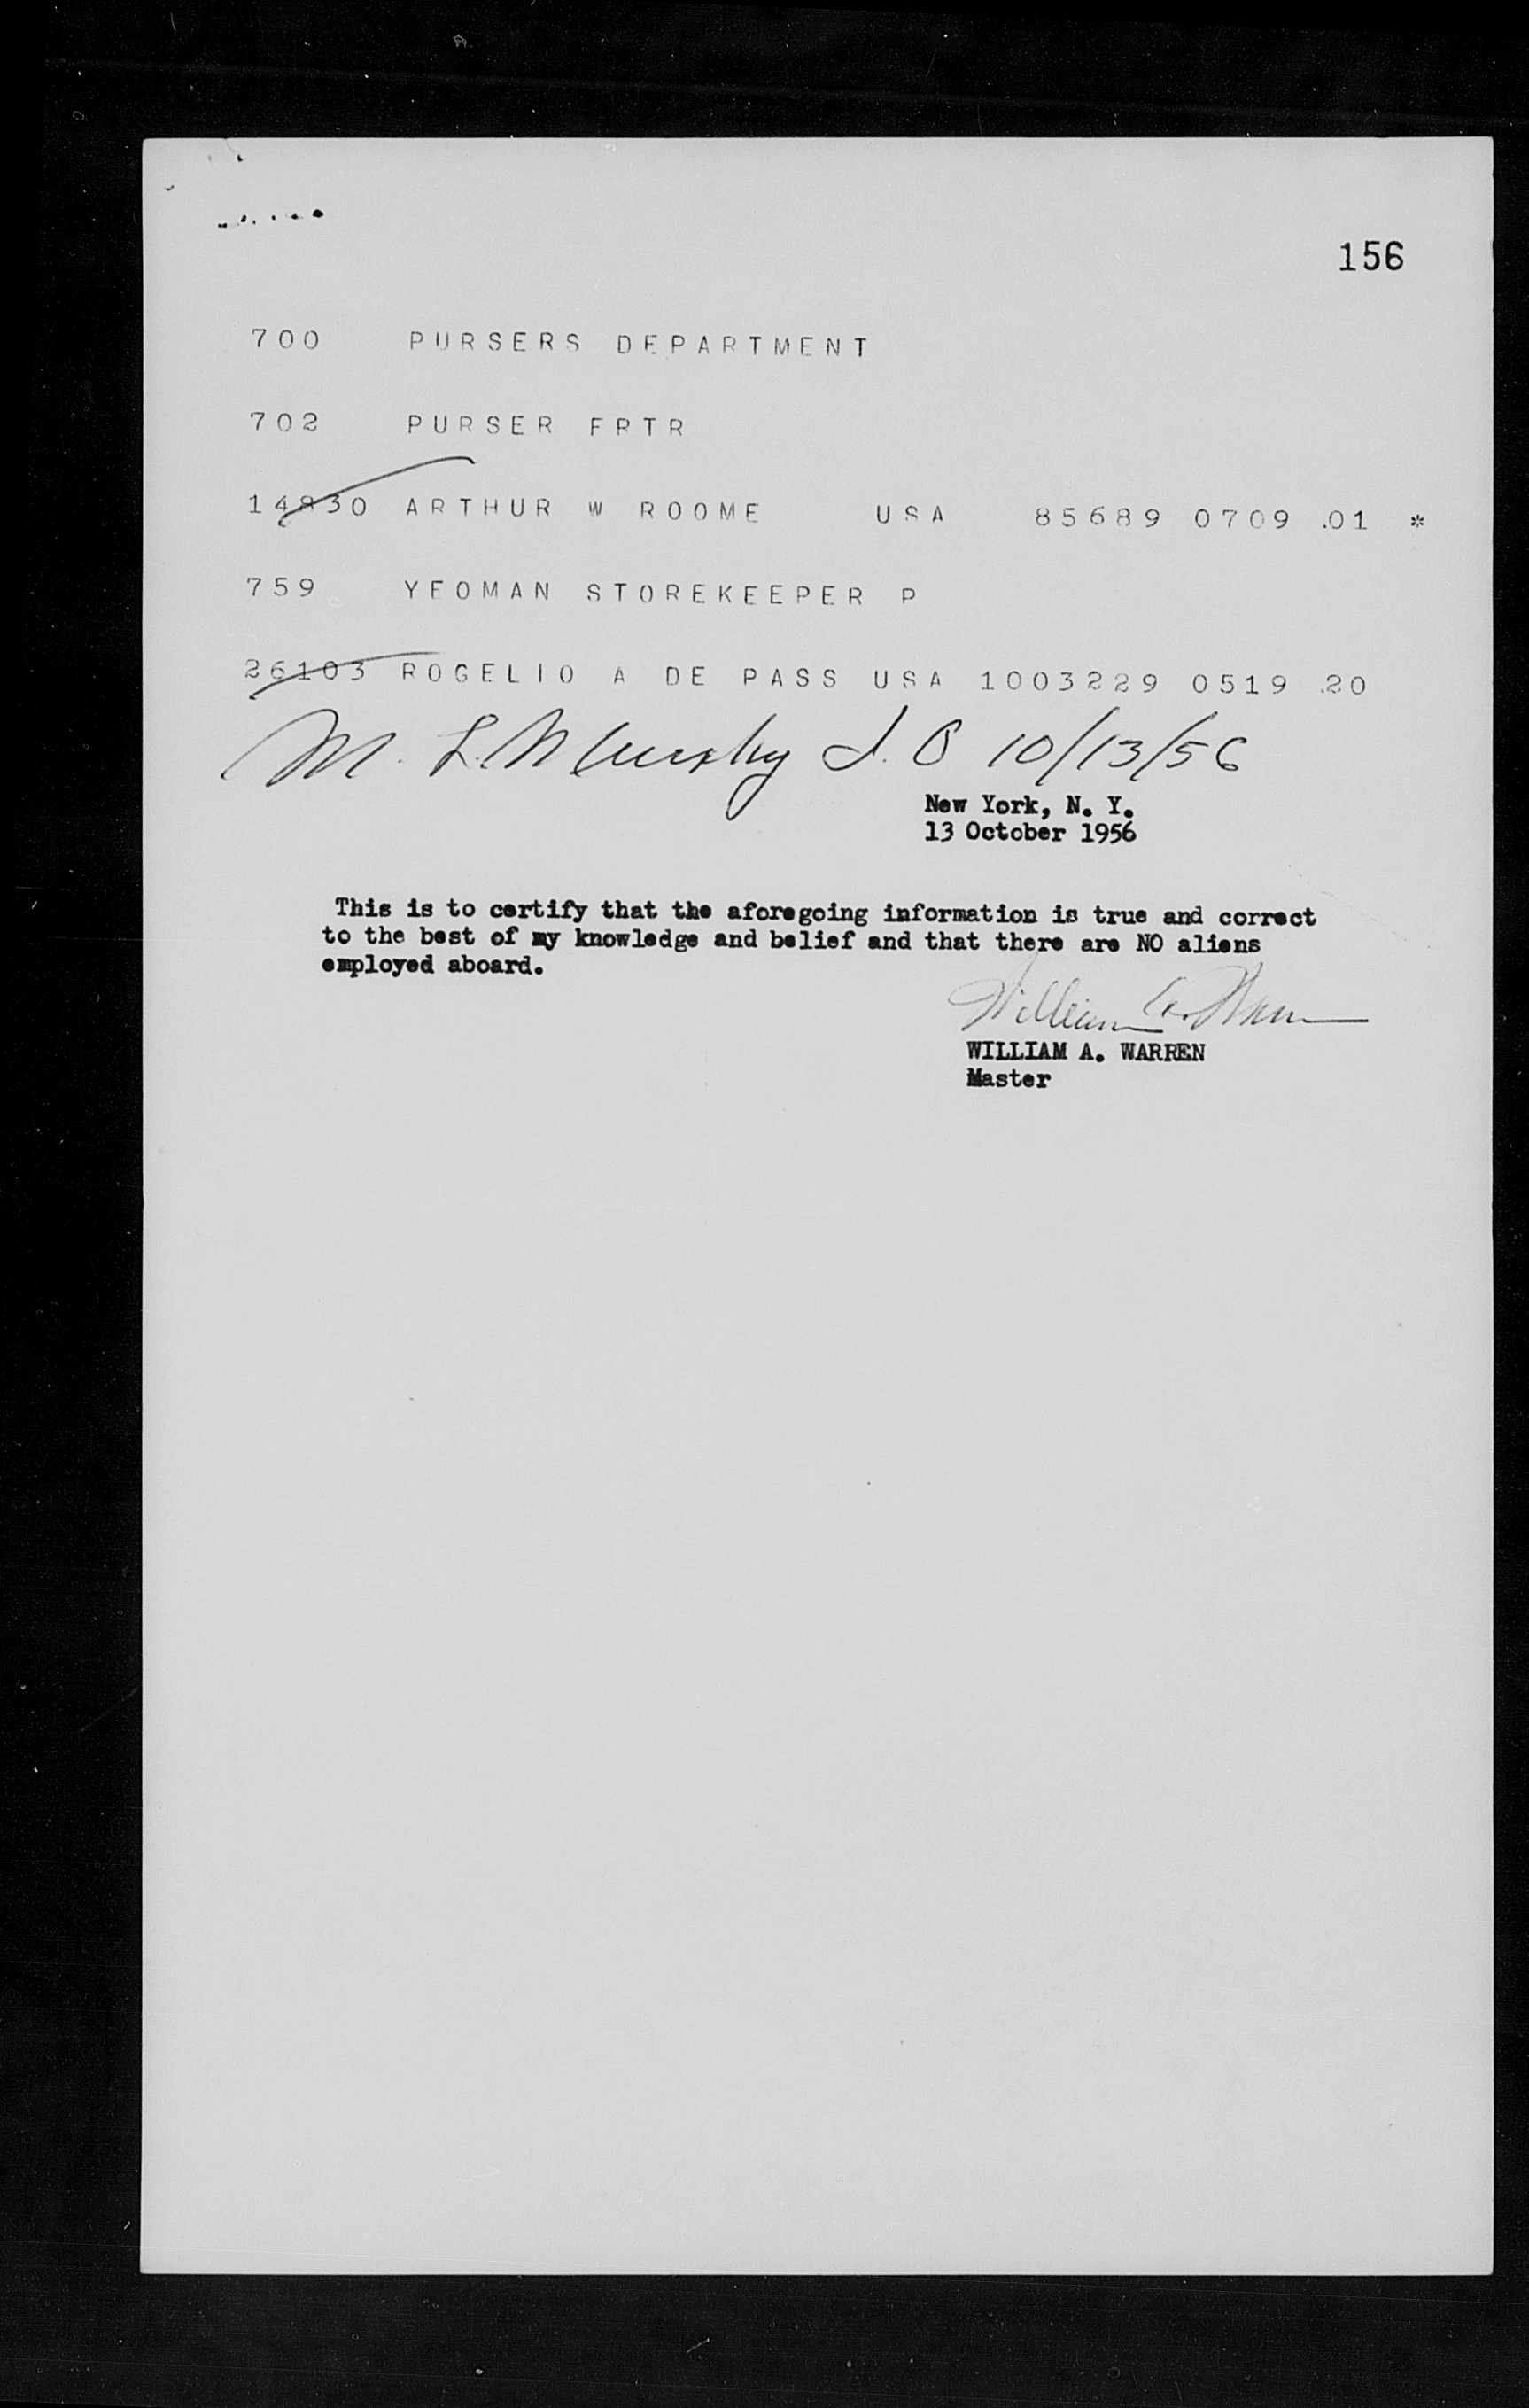 156
700 PURSERS DEPARTMENT
702 PURSER FRTR
14830 ARTHUR W ROOME USA 85689 0709 .01 *
759 YEOMAN STOREKEEPER P
26103 ROGELIO A DE PASS USA 1003229 0519 .20
M. L. Murphy I. O 10/13/56
New York, N. Y.
13 October 1956
This is to certify that the aforegoing information is true and correct
to the best of my knowledge and belief and that there are NO aliens
employed aboard.
William A. Warren
WILLIAM A. WARREN
Master